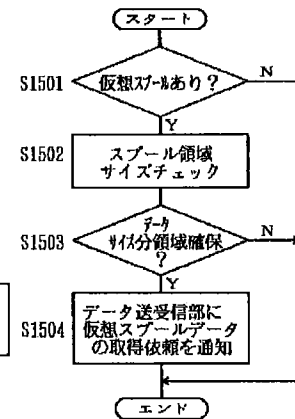 スタート
S1501
仮想スプールあり？
N
Y
S1502
スプール領域
サイズチェック
S1503
データ
サイズ分領域確保
？
N
Y
S1504
データ送受信部に
仮想スプールデータ
の取得依頼を通知
エンド